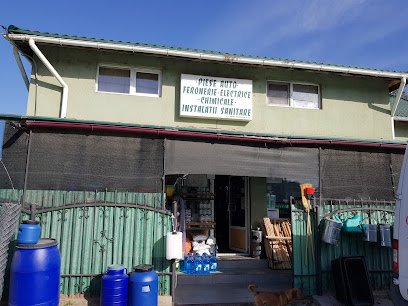 -PIESE AUTO-
FERONERIE-ELECTRICE
-CHIMICALE-
INSTALATII SANITARE